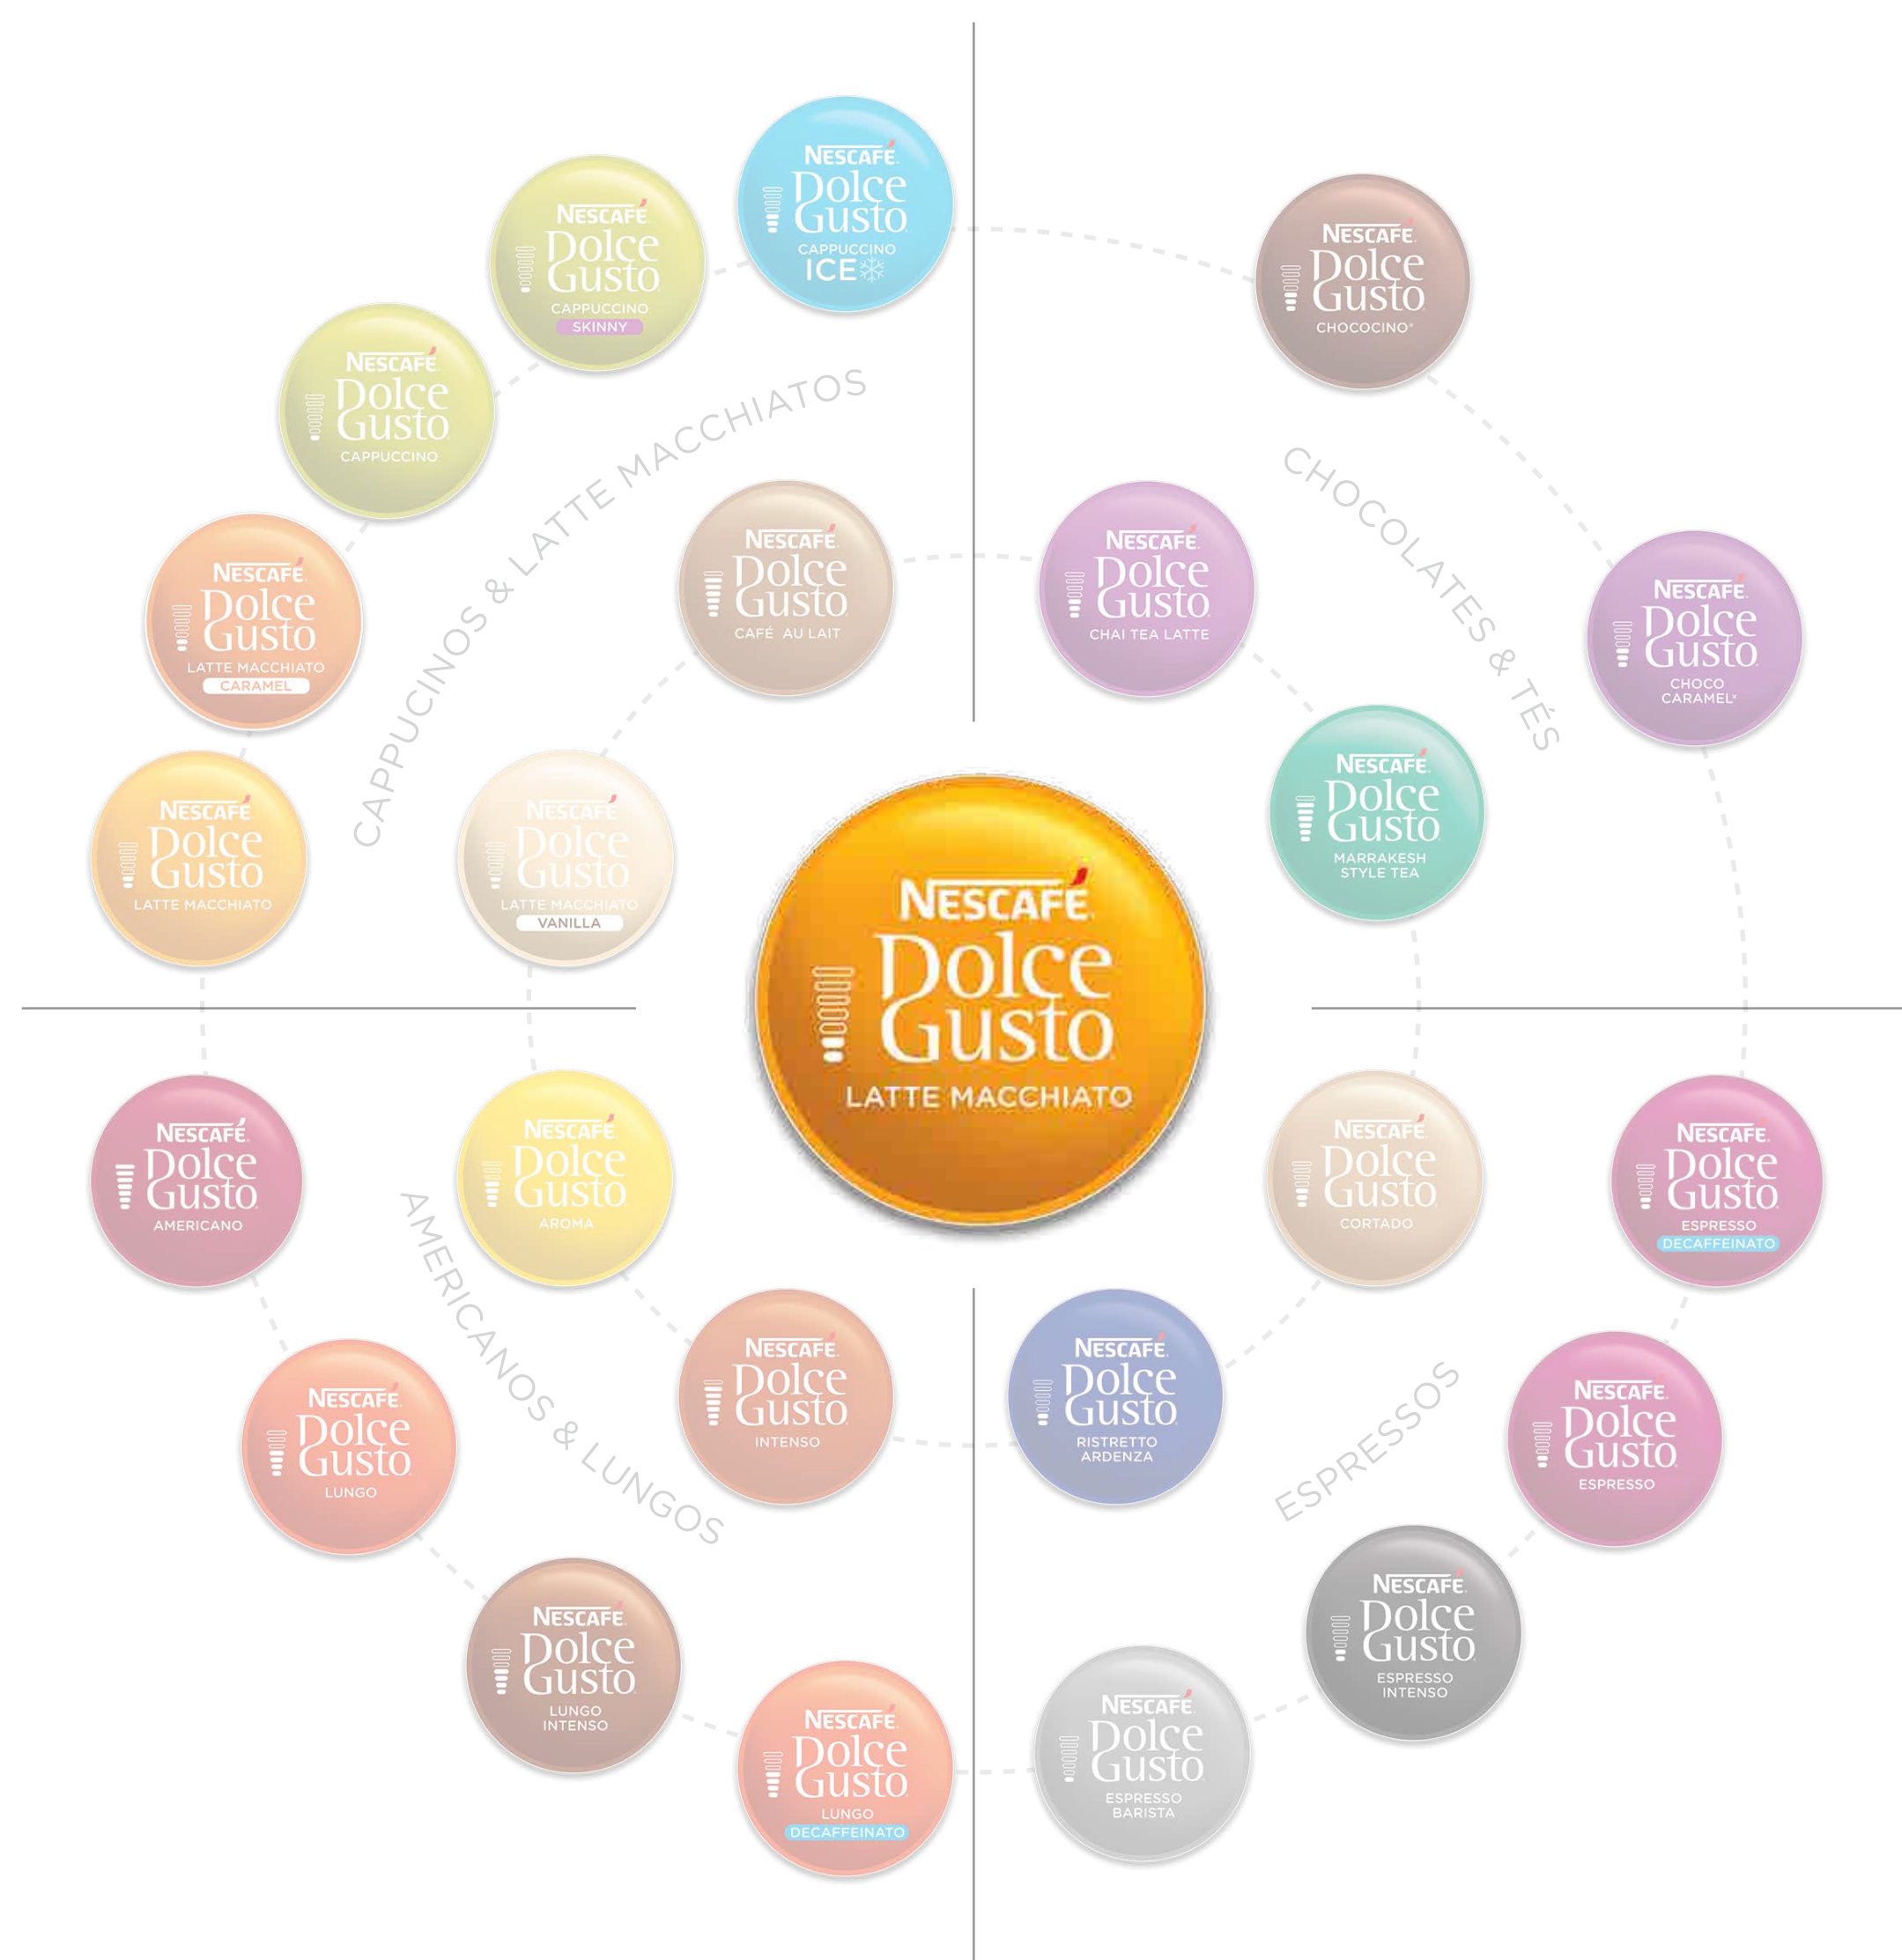 NESCAFÉ
Dolce
Gusto
CAPPUCCINO
ICE
NESCAFÉ
Dolce
Gusto
CAPPUCCINO
SKINNY
NESCAFÉ
Dolce
Gusto
CAPPUCCINO
NESCAFÉ
Dolce
Gusto
LATTE MACCHIATO
CARAMEL
NESCAFÉ
Dolce
Gusto
LATTE MACCHIATO
CAPPUCINOS & LATTE MACCHIATOS
NESCAFÉ
Dolce
Gusto
CAFÉ AU LAIT
NESCAFÉ
Dolce
Gusto
LATTE MACCHIATO
VANILLA
NESCAFÉ
Dolce
Gusto
CHOCOCINO®
NESCAFÉ
Dolce
Gusto
CHOCO
CARAMEL*
CHOCOLATES & TÉS
NESCAFÉ
Dolce
Gusto
CHAI TEA LATTE
NESCAFÉ
Dolce
Gusto
MARRAKESH
STYLE TEA
NESCAFÉ
Dolce
Gusto
LATTE MACCHIATO
NESCAFÉ
Dolce
Gusto
AMERICANO
NESCAFÉ
Dolce
Gusto
AROMA
AMERICANOS & LUNGOS
NESCAFÉ
Dolce
Gusto
INTENSO
NESCAFÉ
Dolce
Gusto
LUNGO
NESCAFÉ
Dolce
Gusto
LUNGO
INTENSO
NESCAFÉ
Dolce
Gusto
LUNGO
DECAFFEINATO
NESCAFÉ
Dolce
Gusto
CORTADO
NESCAFÉ
Dolce
Gusto
ESPRESSO
DECAFFEINATO
NESCAFÉ
Dolce
Gusto
RISTRETTO
ARDENZA
ESPRESSOS
NESCAFÉ
Dolce
Gusto
ESPRESSO
NESCAFÉ
Dolce
Gusto
ESPRESSO
INTENSO
NESCAFÉ
Dolce
Gusto
ESPRESSO
BARISTA